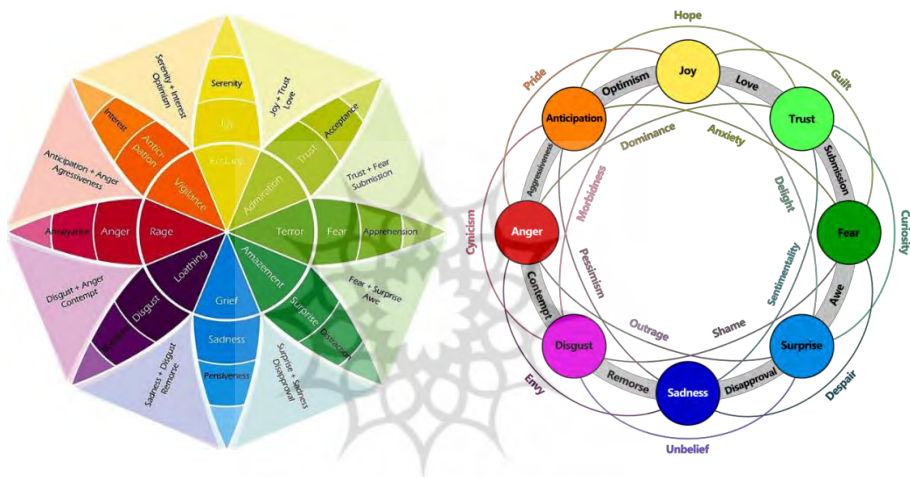 Serenity + Interest
Optimism
Serenity
Joy
Ecstasy
Joy + Trust
Love
Acceptance
Trust
Admiration
Trust + Fear
Submission
Terror
Fear
Apprehension
Fear + Surprise
Awe
Amazement
Surprise
Distraction
Surprise + Sadness
Disapproval
Grief
Sadness
Pensiveness
Sadness + Disgust
Remorse
Loathing
Disgust
Disgust + Anger
Contempt
Rage
Anger
Annoyance
Anticipation + Anger
Agressiveness
Vigilance
Antici-
pation
Interest
Hope
Pride
Guilt
Optimism
Joy
Love
Anticipation
Trust
Dominance
Anxiety
Aggressiveness
Submission
Morbidness
Delight
Cynicism
Anger
Fear
Curiosity
Pessimism
Sentimentality
Contempt
Awe
Outrage
Shame
Disgust
Surprise
Envy
Remorse
Sadness
Disapproval
Despair
Unbelief